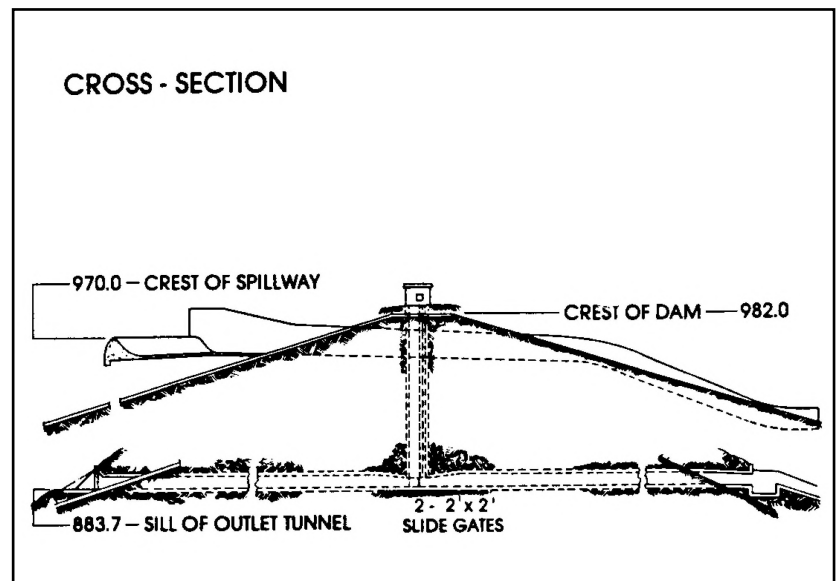 CROSS - SECTION
970.0 – CREST OF SPILLWAY
CREST OF DAM — 982.0
883.7 – SILL OF OUTLET TUNNEL
2 - 2' x 2'
SLIDE GATES